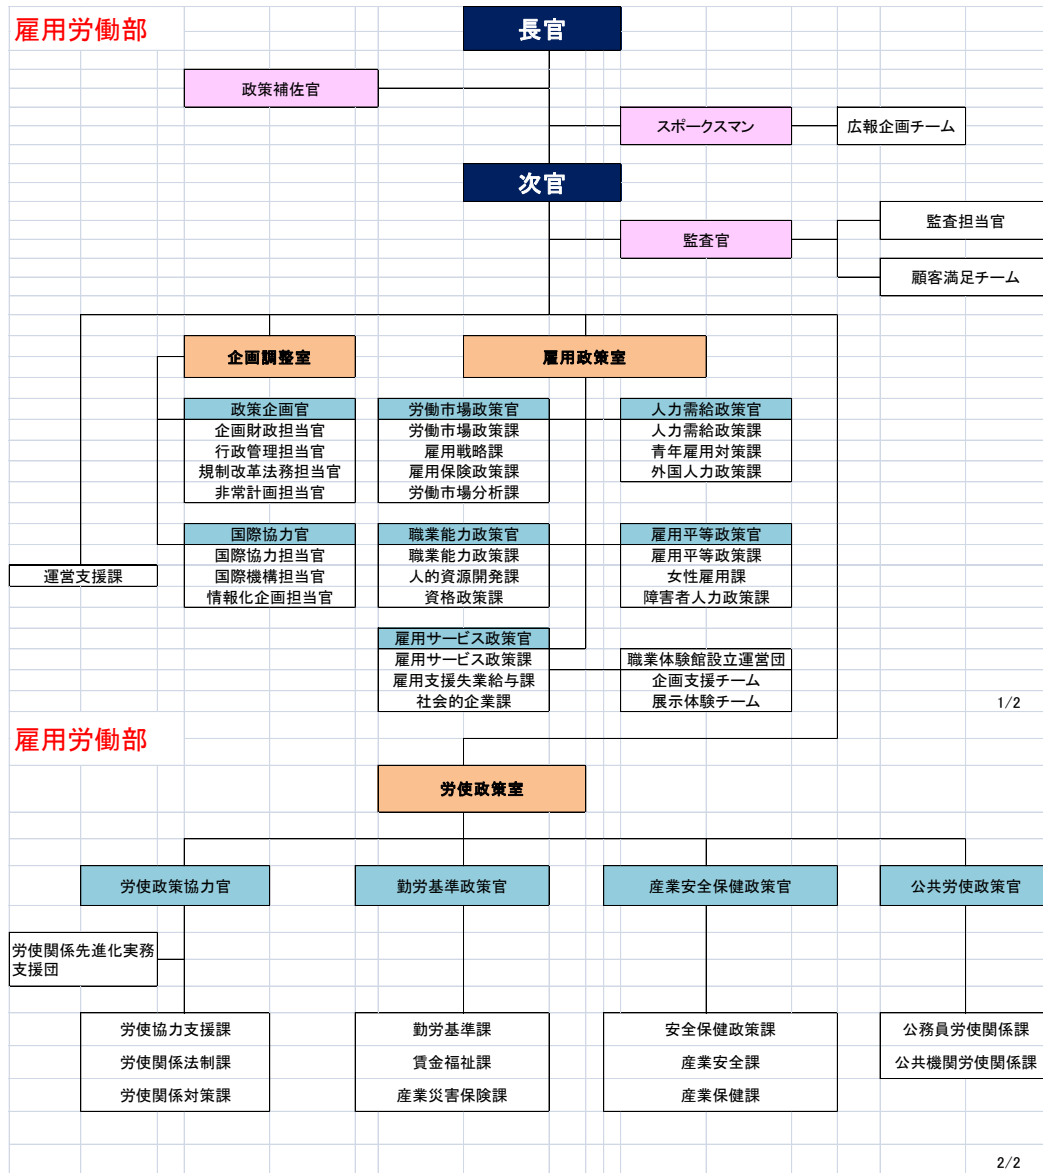 雇用労働部
長官
政策補佐官
スポークスマン
広報企画チーム
次官
監査官
監査担当官
顧客満足チーム
企画調整室
雇用政策室
政策企画官
企画財政担当官
行政管理担当官
規制改革法務担当官
非常計画担当官
労働市場政策官
労働市場政策課
雇用戦略課
雇用保険政策課
労働市場分析課
人力需給政策官
人力需給政策課
青年雇用対策課
外国人力政策課
国際協力官
国際協力担当官
国際機構担当官
情報化企画担当官
職業能力政策官
職業能力政策課
人的資源開発課
資格政策課
雇用平等政策官
雇用平等政策課
女性雇用課
障害者人力政策課
運営支援課
雇用サービス政策官
雇用サービス政策課
雇用支援失業給与課
社会的企業課
職業体験館設立運営団
企画支援チーム
展示体験チーム
1/2
雇用労働部
労使政策室
労使政策協力官
勤労基準政策官
産業安全保健政策官
公共労使政策官
労使関係先進化実務
支援団
労使協力支援課
労使関係法制課
労使関係対策課
勤労基準課
賃金福祉課
産業災害保険課
安全保健政策課
産業安全課
産業保健課
公務員労使関係課
公共機関労使関係課
2/2